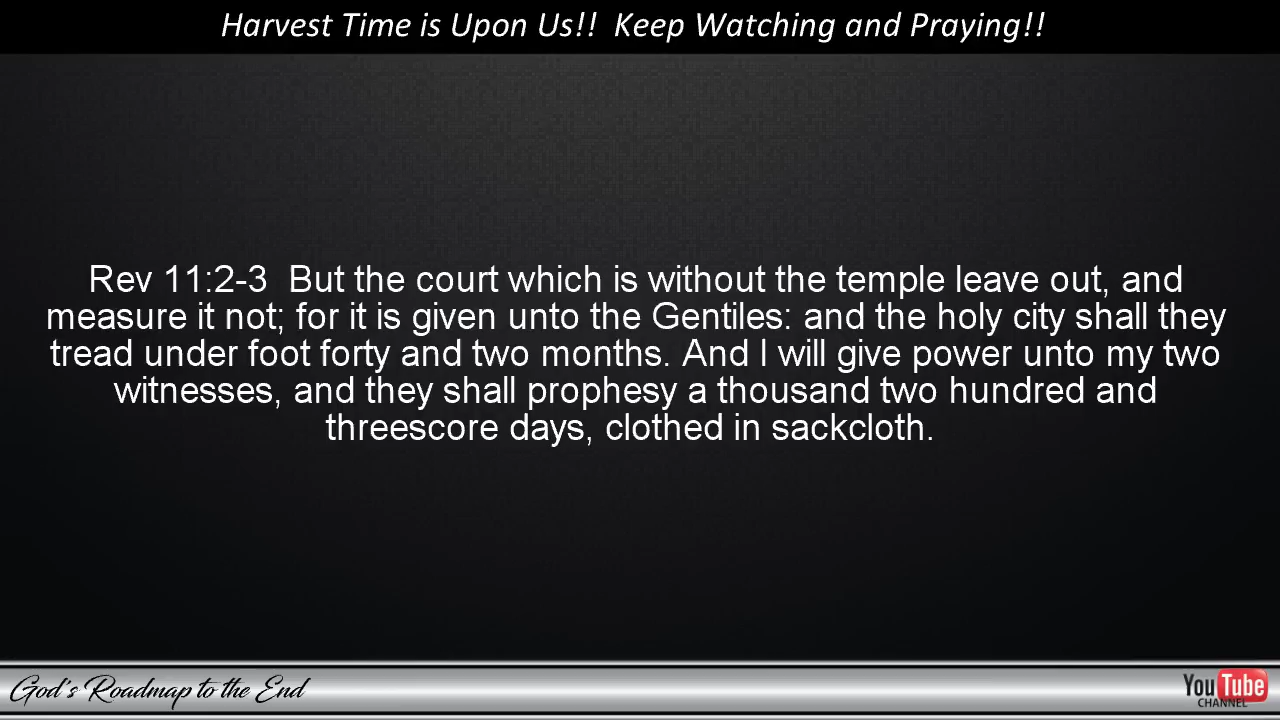 Harvest Time is Upon Us!!  Keep Watching and Praying!!
Rev 11:2-3  But the court which is without the temple leave out, and
measure it not; for it is given unto the Gentiles: and the holy city shall they
tread under foot forty and two months. And I will give power unto my two
witnesses, and they shall prophesy a thousand two hundred and
threescore days, clothed in sackcloth.
God's Roadmap to the End
YouTube
CHANNEL